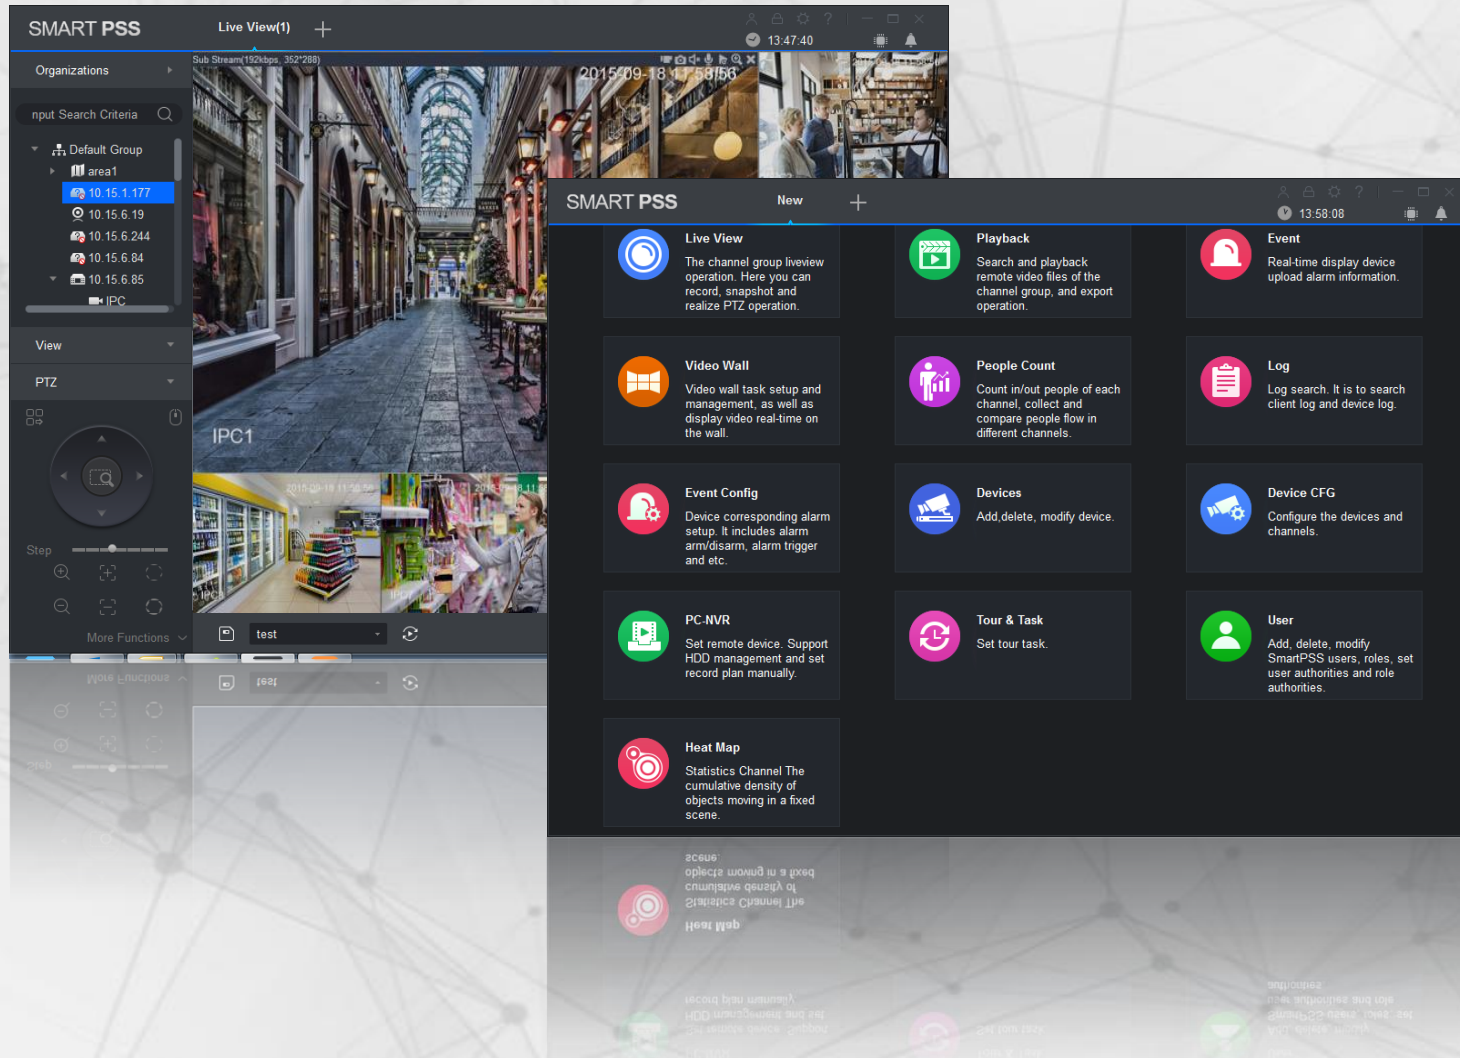 SMART PSS
Live View(1)
13:47:40
Organizations
nput Search Criteria
Default Group
area1
10.15.1.177
10.15.6.19
10.15.6.244
10.15.6.84
10.15.6.85
IPC
View
PTZ
Step
More Functions
Sub Stream(192kbps, 352*288)
2015-09-18 11:58:56
IPC1
2015-09-18 11:58:56
test
SMART PSS
New
13:58:08
Live View
The channel group liveview
operation. Here you can
record, snapshot and
realize PTZ operation.
Playback
Search and playback
remote video files of the
channel group, and export
operation.
Event
Real-time display device
upload alarm information.
Video Wall
Video wall task setup and
management, as well as
display video real-time on
the wall.
People Count
Count in/out people of each
channel, collect and
compare people flow in
different channels.
Log
Log search. It is to search
client log and device log.
Event Config
Device corresponding alarm
setup. It includes alarm
arm/disarm, alarm trigger
and etc.
Devices
Add,delete, modify device.
Device CFG
Configure the devices and
channels.
PC-NVR
Set remote device. Support
HDD management and set
record plan manually.
Tour & Task
Set tour task.
User
Add, delete, modify
SmartPSS users, roles, set
user authorities and role
authorities.
Heat Map
Statistics Channel The
cumulative density of
objects moving in a fixed
scene.